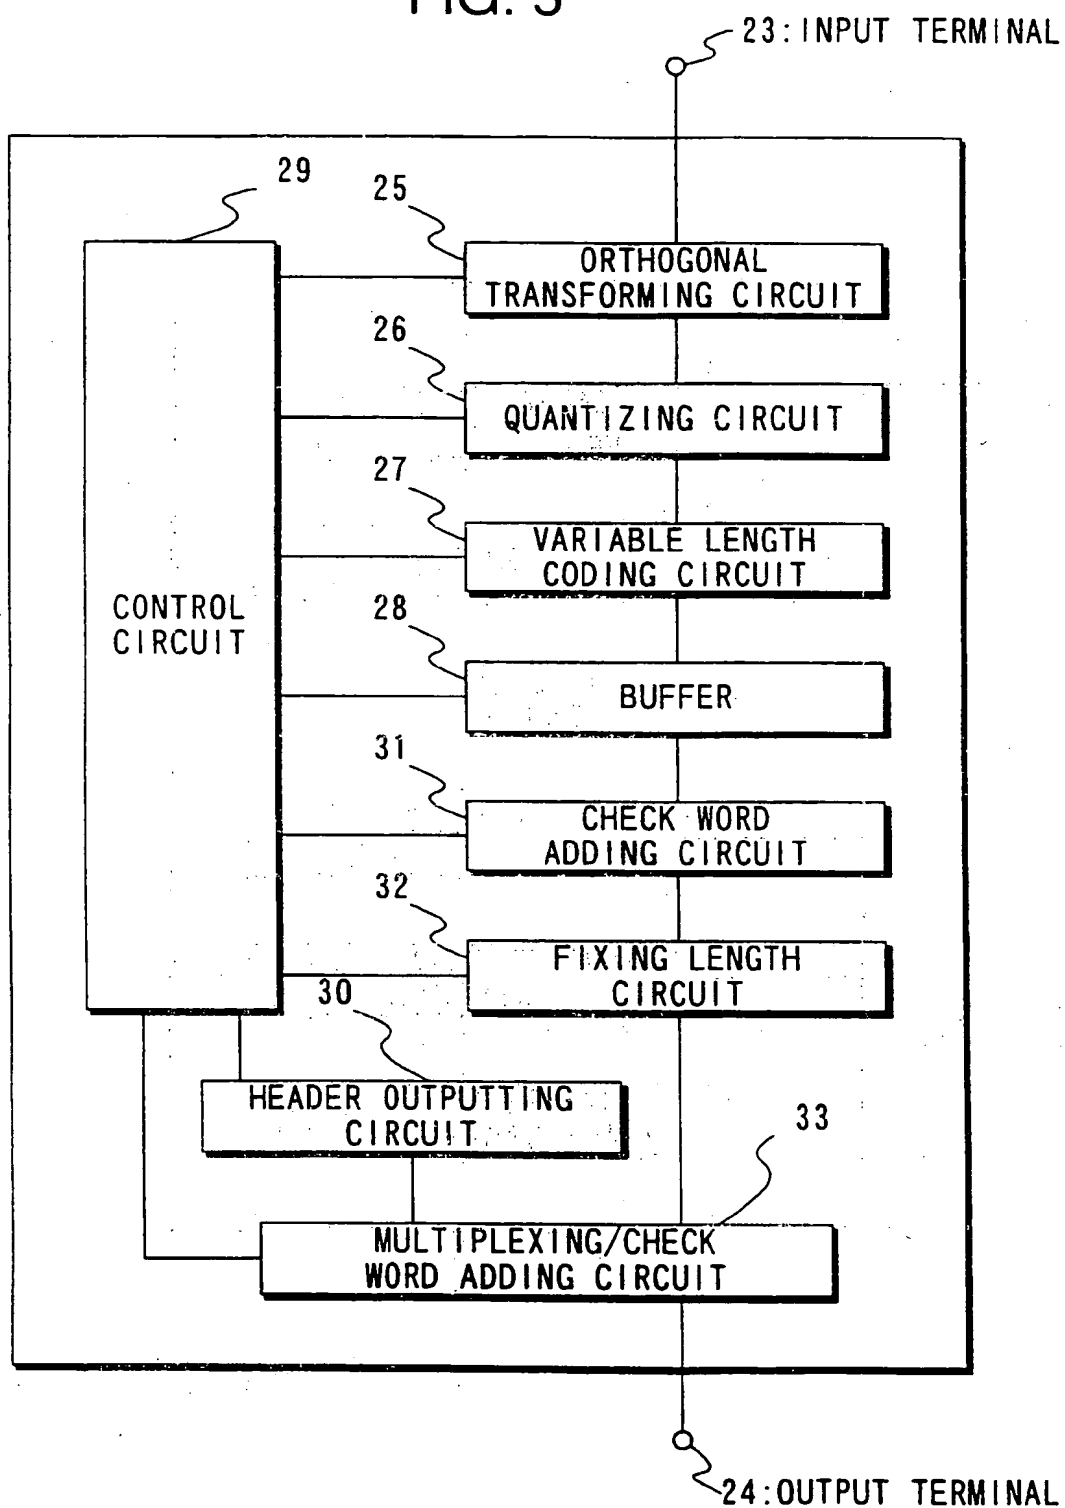 FIG. 3
23:INPUT TERMINAL
29
25
ORTHOGONAL
TRANSFORMING CIRCUIT
26
QUANTIZING CIRCUIT
27
VARIABLE LENGTH
CODING CIRCUIT
CONTROL
CIRCUIT
28
BUFFER
31
CHECK WORD
ADDING CIRCUIT
32
FIXING LENGTH
CIRCUIT
30
HEADER OUTPUTTING
CIRCUIT
33
MULTIPLEXING/CHECK
WORD ADDING CIRCUIT
24:OUTPUT TERMINAL